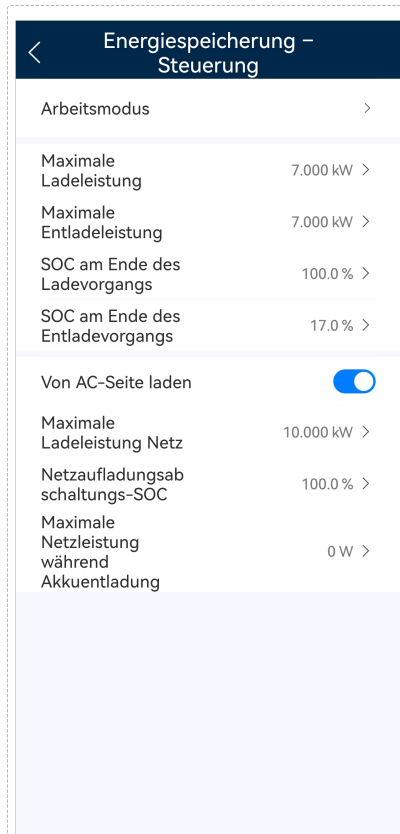 Energiespeicherung –
Steuerung
Arbeitsmodus
Maximale
Ladeleistung
7.000 kW
Maximale
Entladeleistung
7.000 kW
SOC am Ende des
Ladevorgangs
100.0 %
SOC am Ende des
Entladevorgangs
17.0 %
Von AC-Seite laden
Maximale
Ladeleistung Netz
10.000 kW
Netzaufladungsab
schaltungs-SOC
100.0 %
Maximale
Netzleistung
während
Akkuentladung
0 W